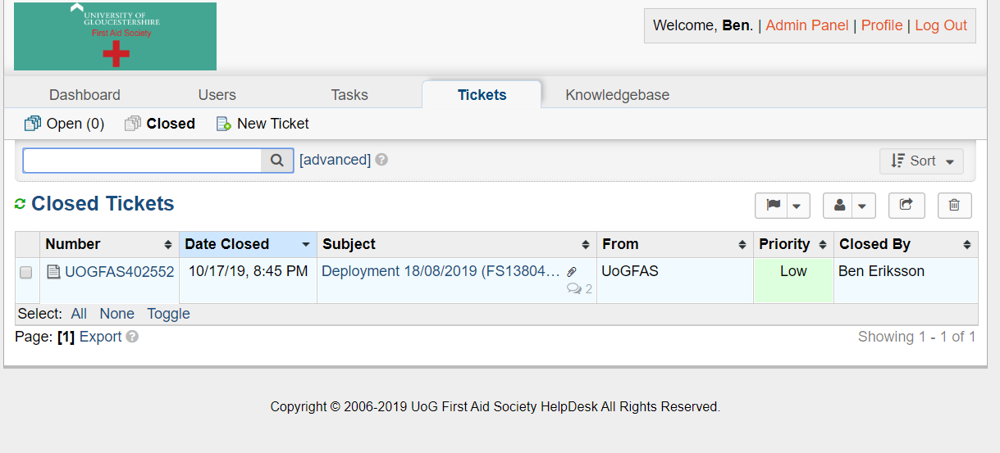 UNIVERSITY OF
GLOUCESTERSHIRE
First Aid Society
Welcome, Ben. | Admin Panel | Profile | Log Out
Dashboard Users Tasks Tickets Knowledgebase
Open (0) Closed New Ticket
[advanced] ? Sort
Closed Tickets
Number Date Closed Subject From Priority Closed By
UOGFAS402552 10/17/19, 8:45 PM Deployment 18/08/2019 (FS13804… UoGFAS Low Ben Eriksson
2
Select: All None Toggle
Page: [1] Export ? Showing 1 - 1 of 1
Copyright © 2006-2019 UoG First Aid Society HelpDesk All Rights Reserved.